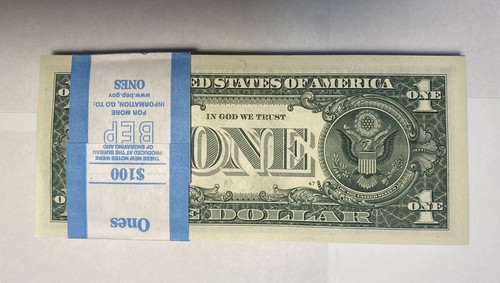 Ones
$100
THESE NEW NOTES WERE
PRODUCED AT THE BUREAU
OF ENGRAVING AND
BEP
FOR MORE
INFORMATION, GO TO:
www.bep.gov
ONES
TED STATES OF AMERICA
1
ONE
IN GOD WE TRUST
ONE
E DOLLAR
1
ONE